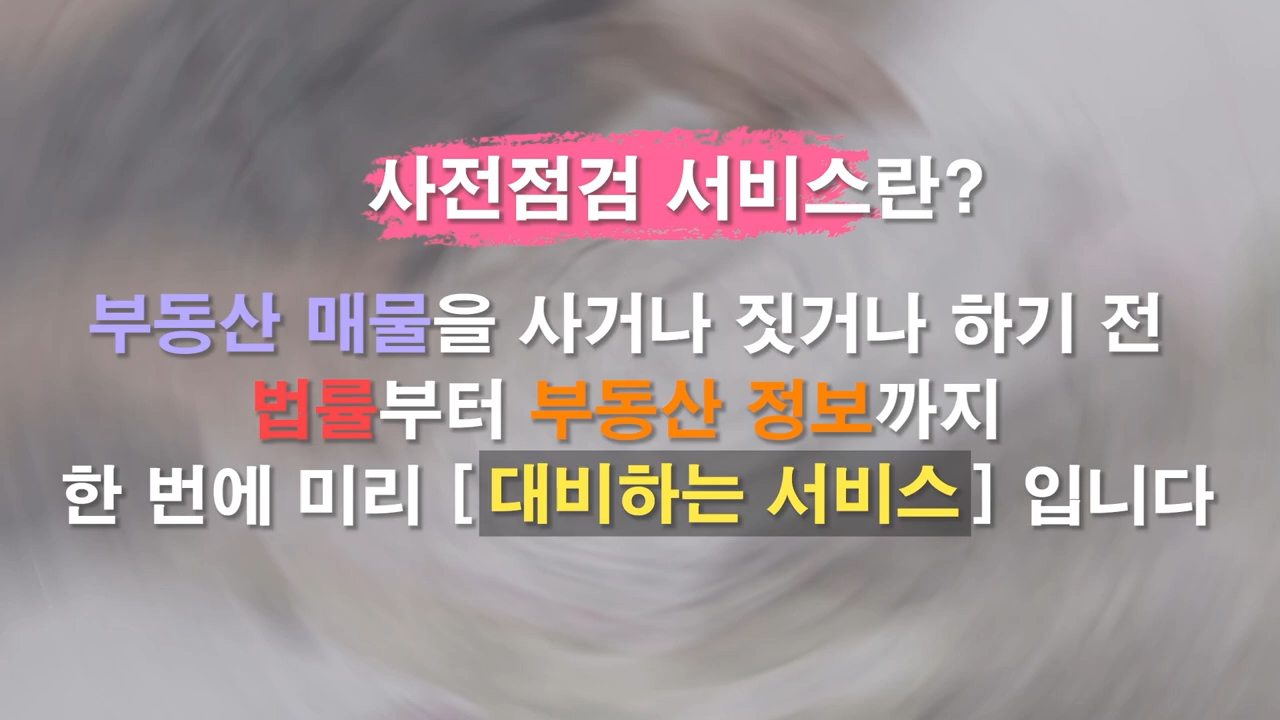 사전점검 서비스란?
부동산 매물을 사거나 짓거나 하기 전
법률부터 부동산 정보까지
한 번에 미리 [대비하는 서비스] 입니다